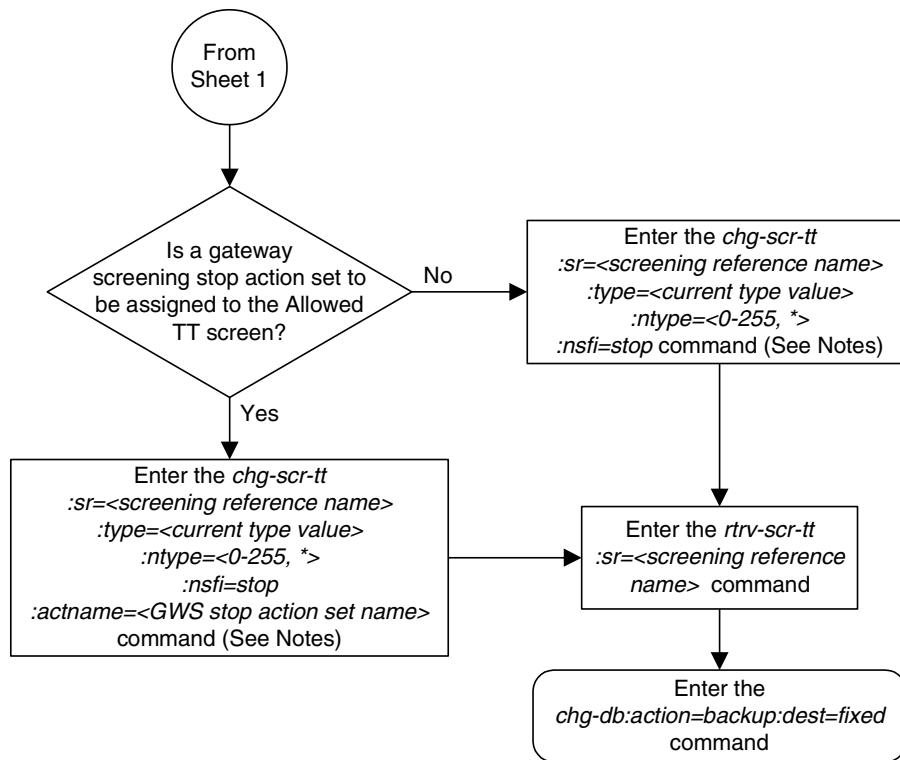 From
Sheet 1
Is a gateway
screening stop action set to
be assigned to the Allowed
TT screen?
No
Enter the chg-scr-tt
:sr=<screening reference name>
:type=<current type value>
:ntype=<0-255, *>
:nsfi=stop command (See Notes)
Yes
Enter the chg-scr-tt
:sr=<screening reference name>
:type=<current type value>
:ntype=<0-255, *>
:nsfi=stop
:actname=<GWS stop action set name>
command (See Notes)
Enter the rtrv-scr-tt
:sr=<screening reference
name> command
Enter the
chg-db:action=backup:dest=fixed
command